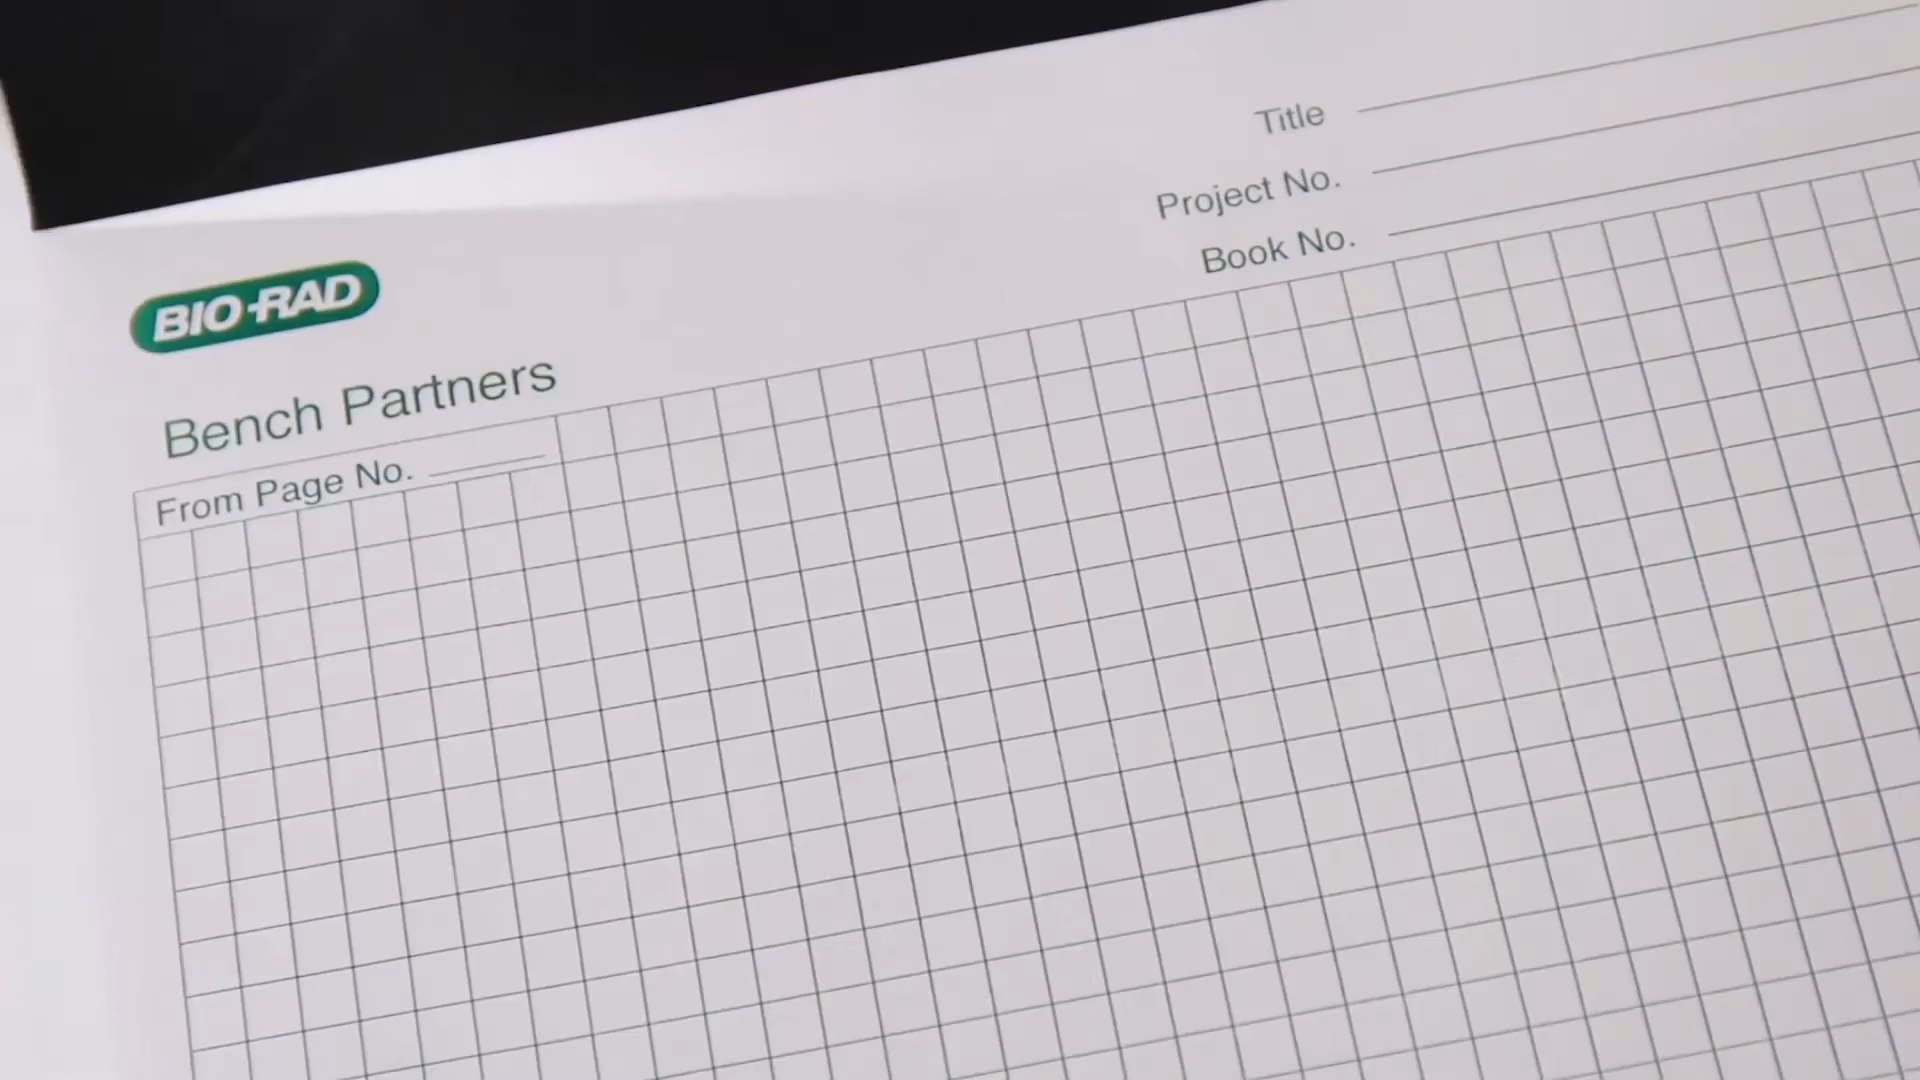 Title
Project No.
Book No.
BIO-RAD
Bench Partners
From Page No.